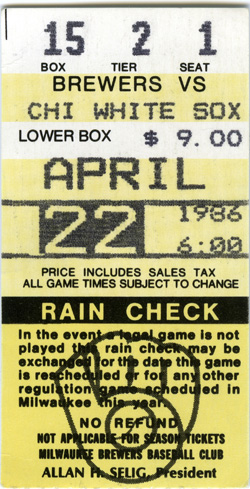 15 2 1
BOX TIER SEAT
BREWERS VS
CHI WHITE SOX
LOWER BOX $ 9.00
APRIL
22 1986
6:00
PRICE INCLUDES SALES TAX
ALL GAME TIMES SUBJECT TO CHANGE
RAIN CHECK
In the event a legal game is not
played this rain check may be
exchanged for the date this game
is rescheduled or for any other
regulation game scheduled in
Milwaukee this year.
NO REFUND
NOT APPLICABLE FOR SEASON TICKETS
MILWAUKEE BREWERS BASEBALL CLUB
ALLAN H. SELIG, President